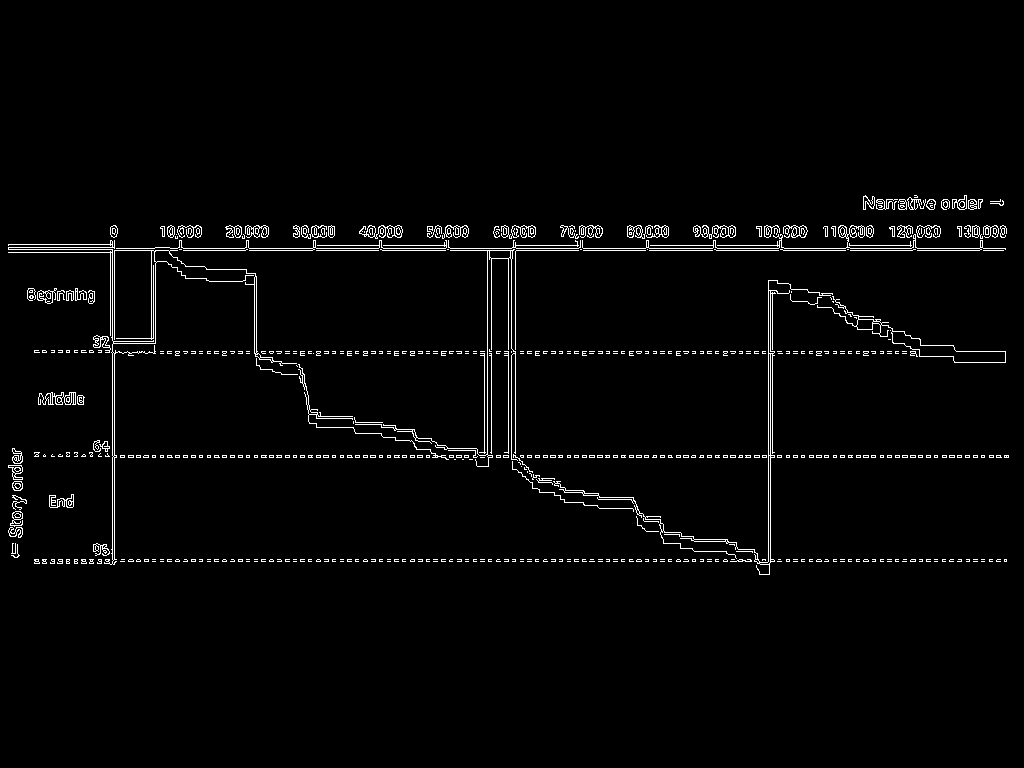 Narrative order →
0 10,000 20,000 30,000 40,000 50,000 60,000 70,000 80,000 90,000 100,000 110,000 120,000 130,000
Beginning
32
Middle
64
← Story order
End
96